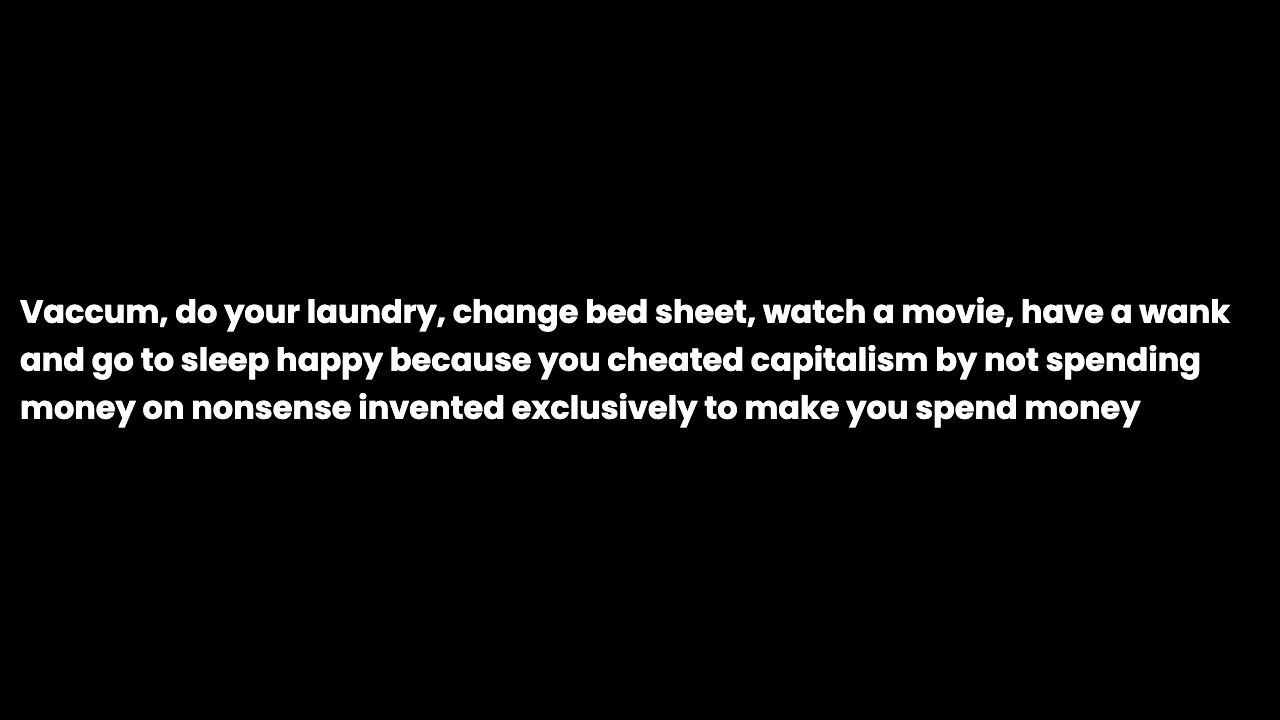 Vaccum, do your laundry, change bed sheet, watch a movie, have a wank
and go to sleep happy because you cheated capitalism by not spending
money on nonsense invented exclusively to make you spend money